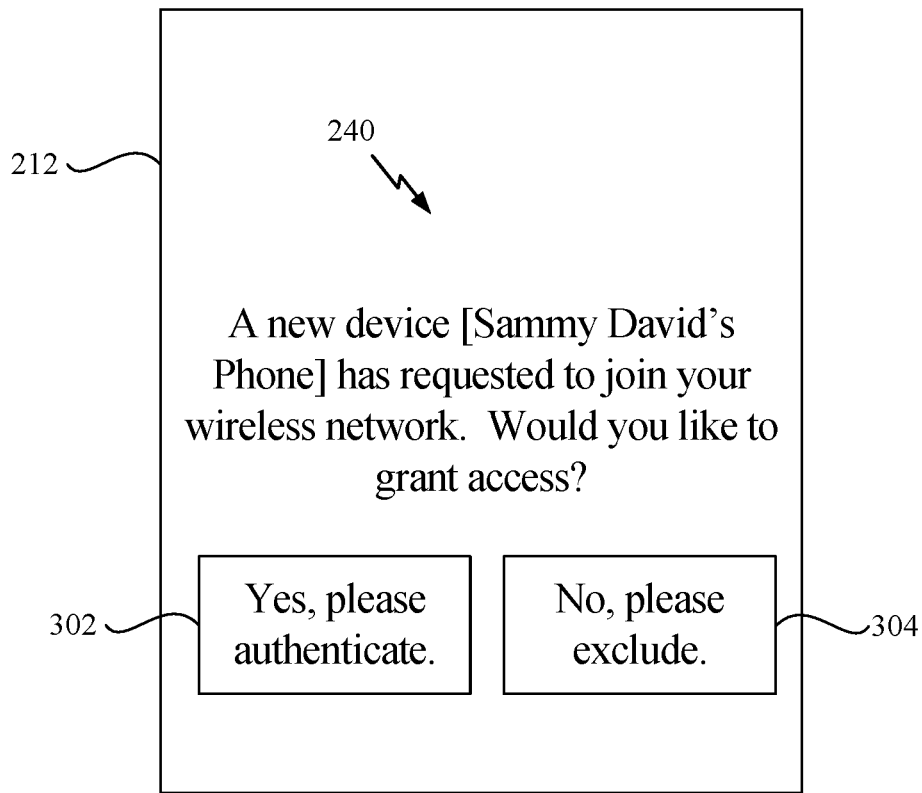 240
212
A new device [Sammy David’s
Phone] has requested to join your
wireless network.  Would you like to
grant access?
Yes, please
authenticate.
No, please
exclude.
302
304